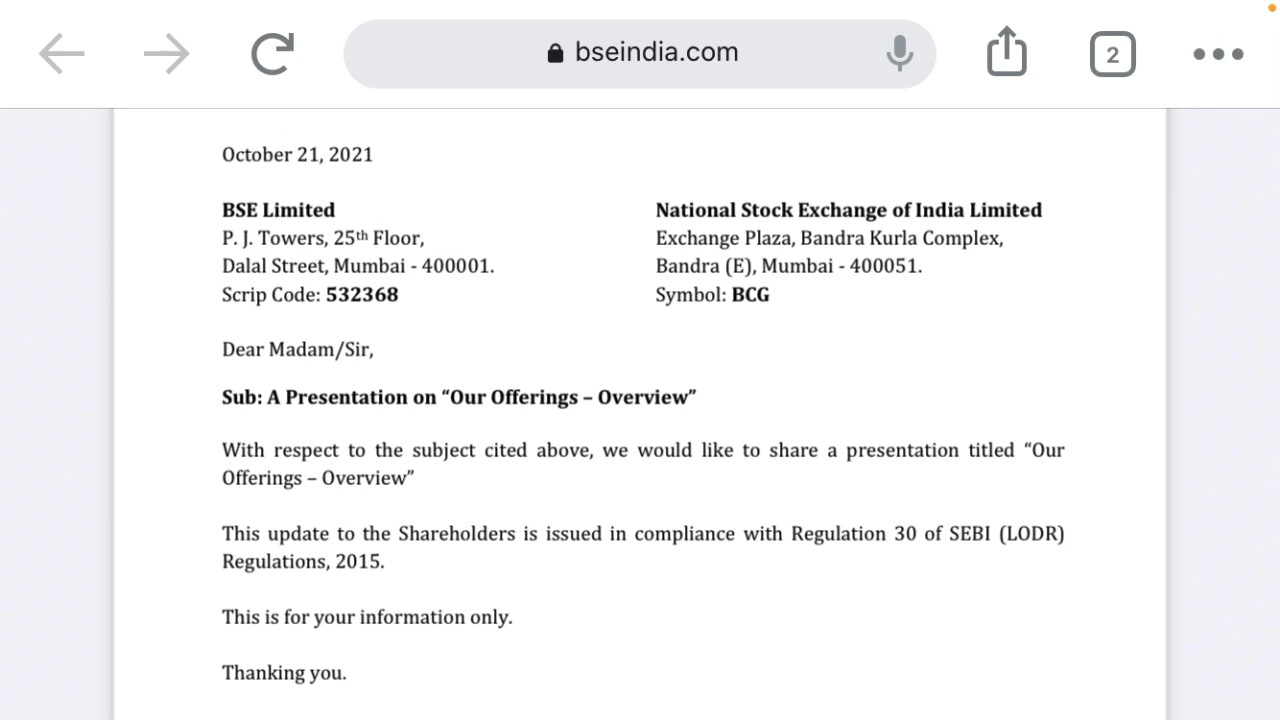 bseindia.com
2
October 21, 2021
BSE Limited
P. J. Towers, 25th Floor,
Dalal Street, Mumbai - 400001.
Scrip Code: 532368
National Stock Exchange of India Limited
Exchange Plaza, Bandra Kurla Complex,
Bandra (E), Mumbai - 400051.
Symbol: BCG
Dear Madam/Sir,
Sub: A Presentation on “Our Offerings – Overview”
With respect to the subject cited above, we would like to share a presentation titled “Our
Offerings – Overview”
This update to the Shareholders is issued in compliance with Regulation 30 of SEBI (LODR)
Regulations, 2015.
This is for your information only.
Thanking you.